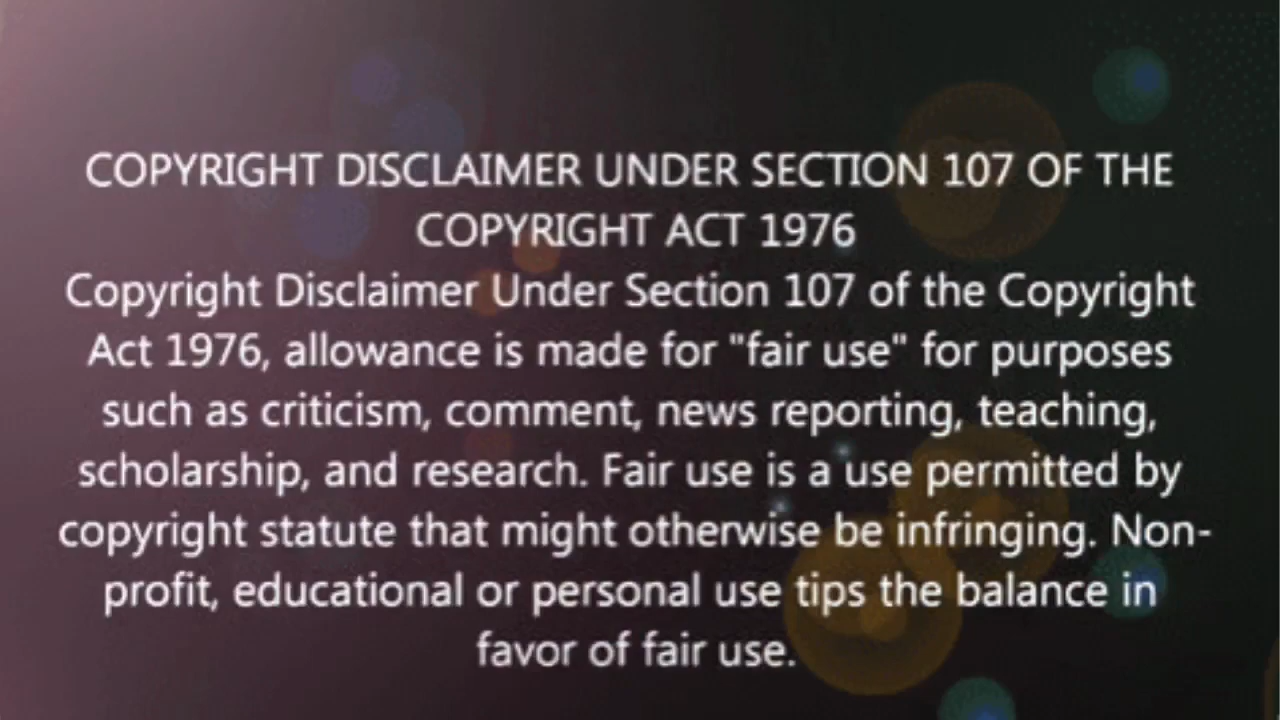 COPYRIGHT DISCLAIMER UNDER SECTION 107 OF THE
COPYRIGHT ACT 1976
Copyright Disclaimer Under Section 107 of the Copyright
Act 1976, allowance is made for "fair use" for purposes
such as criticism, comment, news reporting, teaching,
scholarship, and research. Fair use is a use permitted by
copyright statute that might otherwise be infringing. Non-
profit, educational or personal use tips the balance in
favor of fair use.